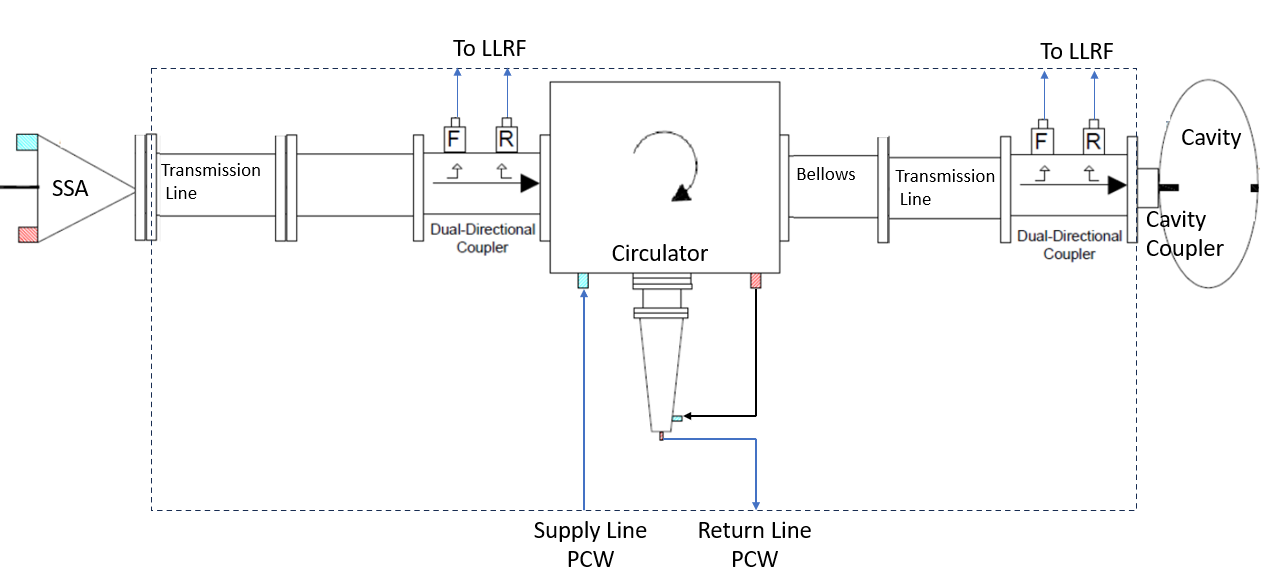 To LLRF
To LLRF
F
R
F
R
SSA
Transmission
Line
Bellows
Transmission
Line
Cavity
Dual-Directional
Coupler
Circulator
Dual-Directional
Coupler
Cavity
Coupler
Supply Line
PCW
Return Line
PCW